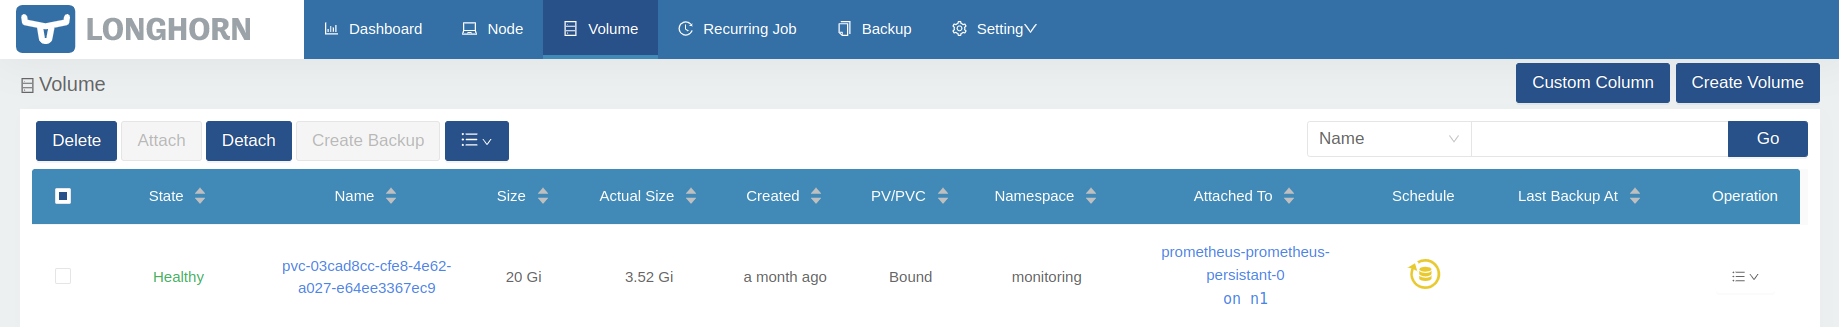 LONGHORN
Dashboard Node Volume Recurring Job Backup Setting
Volume
Custom Column Create Volume
Delete Attach Detach Create Backup
Name Go
State Name Size Actual Size Created PV/PVC Namespace Attached To Schedule Last Backup At Operation
Healthy
pvc-03cad8cc-cfe8-4e62-
a027-e64ee3367ec9
20 Gi
3.52 Gi
a month ago
Bound
monitoring
prometheus-prometheus-
persistant-0
on n1